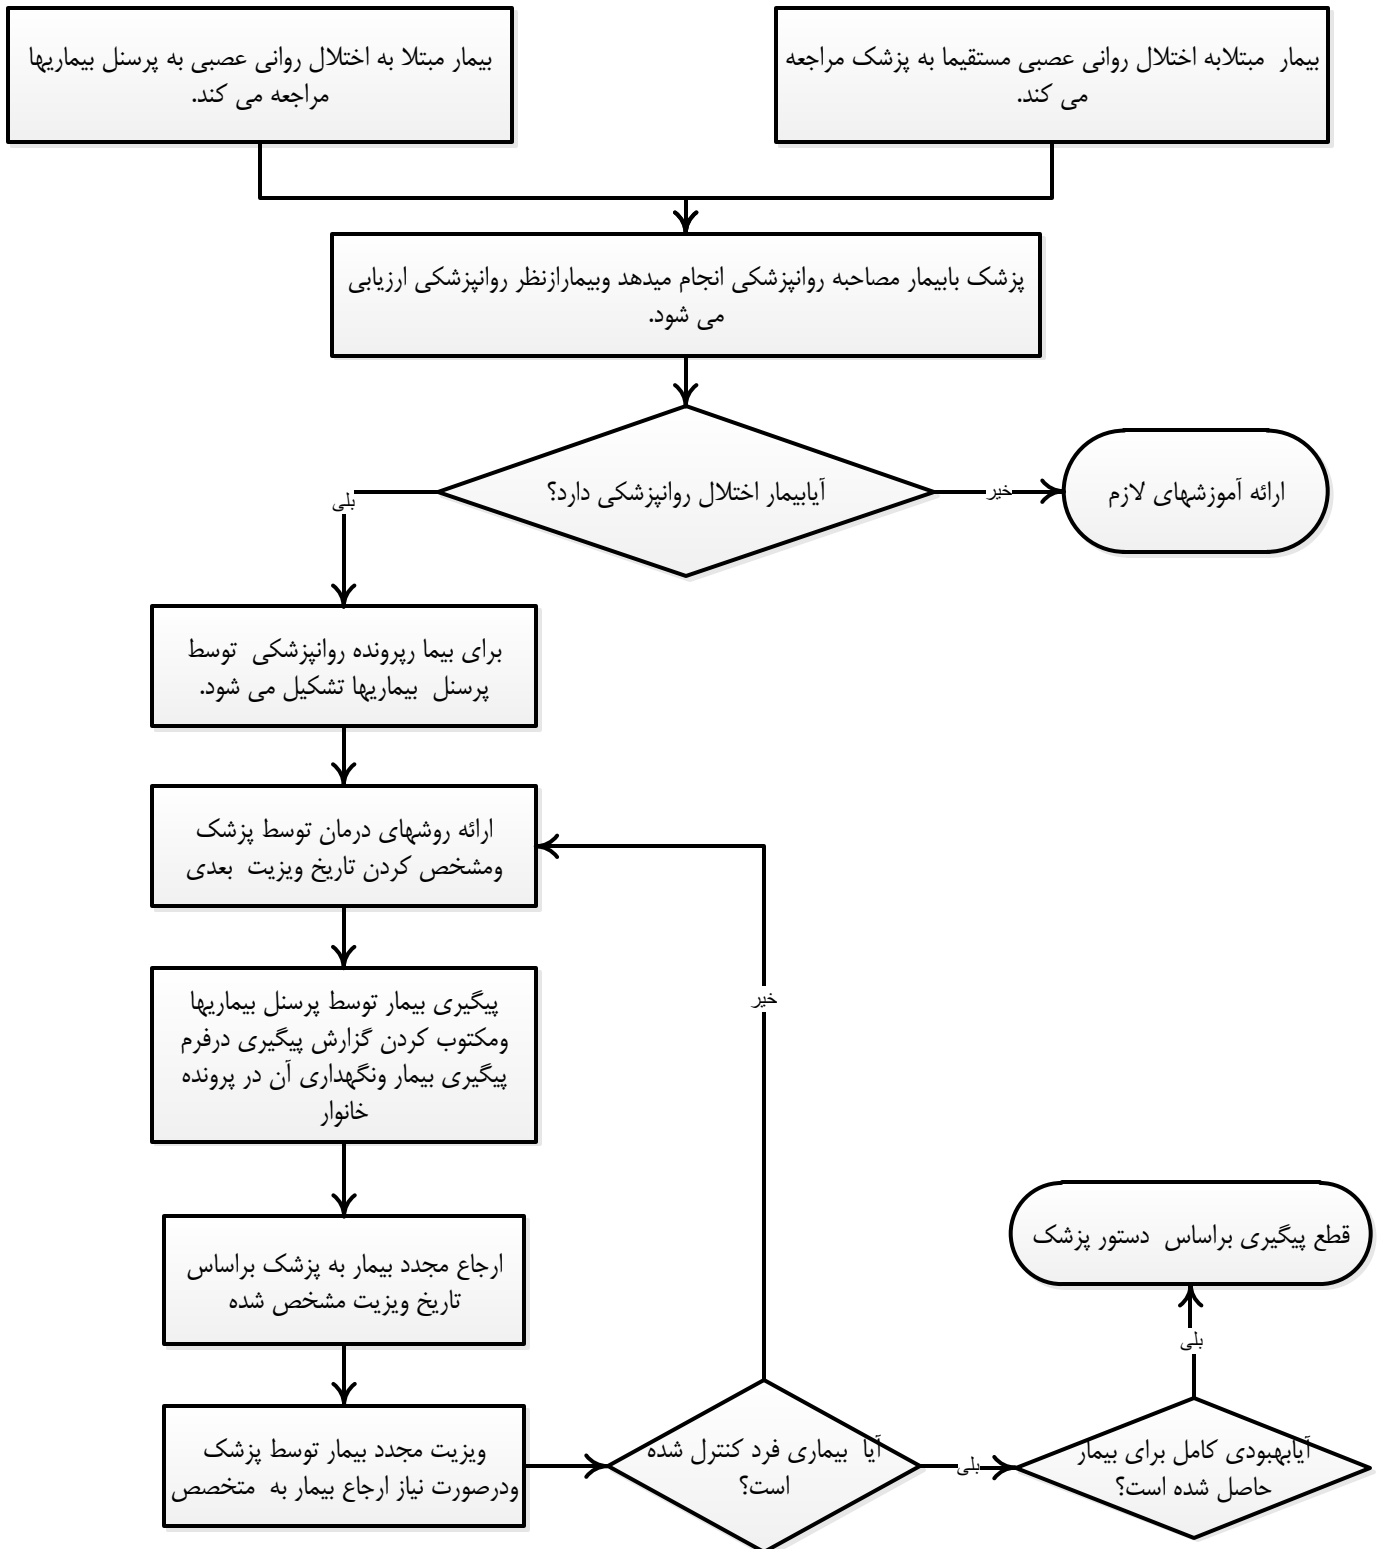 بیمار  مبتلابه اختلال روانی عصبی مستقیما به پزشک مراجعه
می کند.
بیمار مبتلا به اختلال روانی عصبی به پرسنل بیماریها
مراجعه می کند.
پزشک بابیمار مصاحبه روانپزشکی انجام میدهد وبیمارازنظر روانپزشکی ارزیابی
می شود.
آیابیمار اختلال روانپزشکی دارد؟
خیر
ارائه آموزشهای لازم
بلی
برای بیما رپرونده روانپزشکی  توسط
پرسنل  بیماریها تشکیل می شود.
ارائه روشهای درمان توسط پزشک
ومشخص کردن تاریخ ویزیت  بعدی
پیگیری بیمار توسط پرسنل بیماریها
ومکتوب کردن گزارش پیگیری درفرم
پیگیری بیمار ونگهداری آن در پرونده
خانوار
ارجاع مجدد بیمار به پزشک براساس
تاریخ ویزیت مشخص شده
ویزیت مجدد بیمار توسط پزشک
ودرصورت نیاز ارجاع بیمار به  متخصص
آیا  بیماری فرد کنترل شده
است؟
خیر
بلی
آیابهبودی کامل برای بیمار
حاصل شده است؟
بلی
قطع پیگیری براساس  دستور پزشک